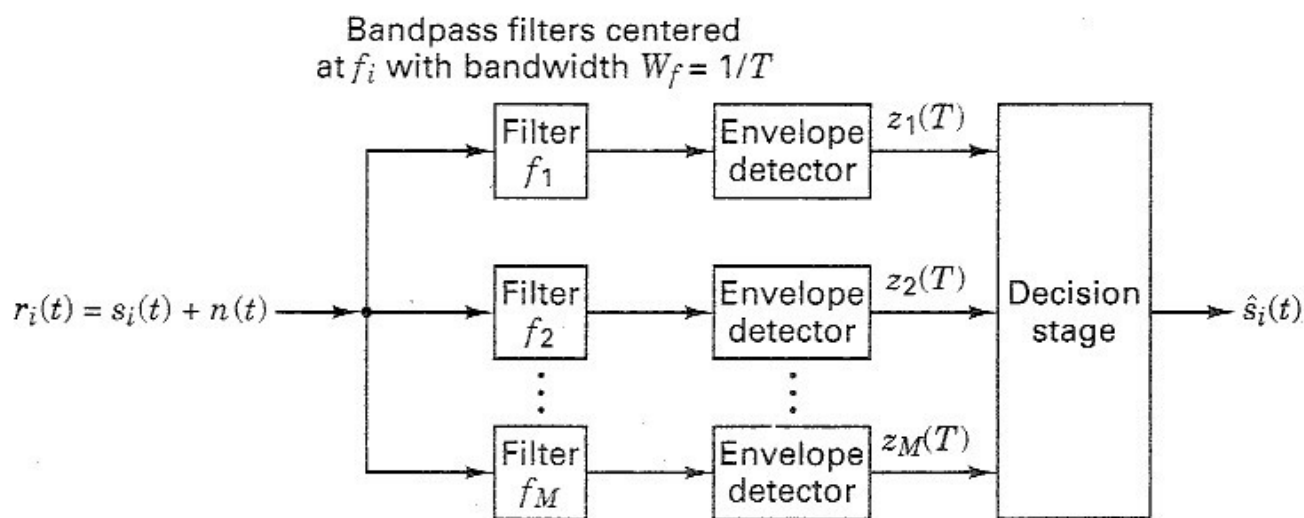 Bandpass filters centered
at f_i with bandwidth W_f = 1/T
Filter
f_1
Envelope
detector
z_1(T)
r_i(t) = s_i(t) + n(t)
Filter
f_2
Envelope
detector
z_2(T)
Decision
stage
ŝ_i(t)
Filter
f_M
Envelope
detector
z_M(T)